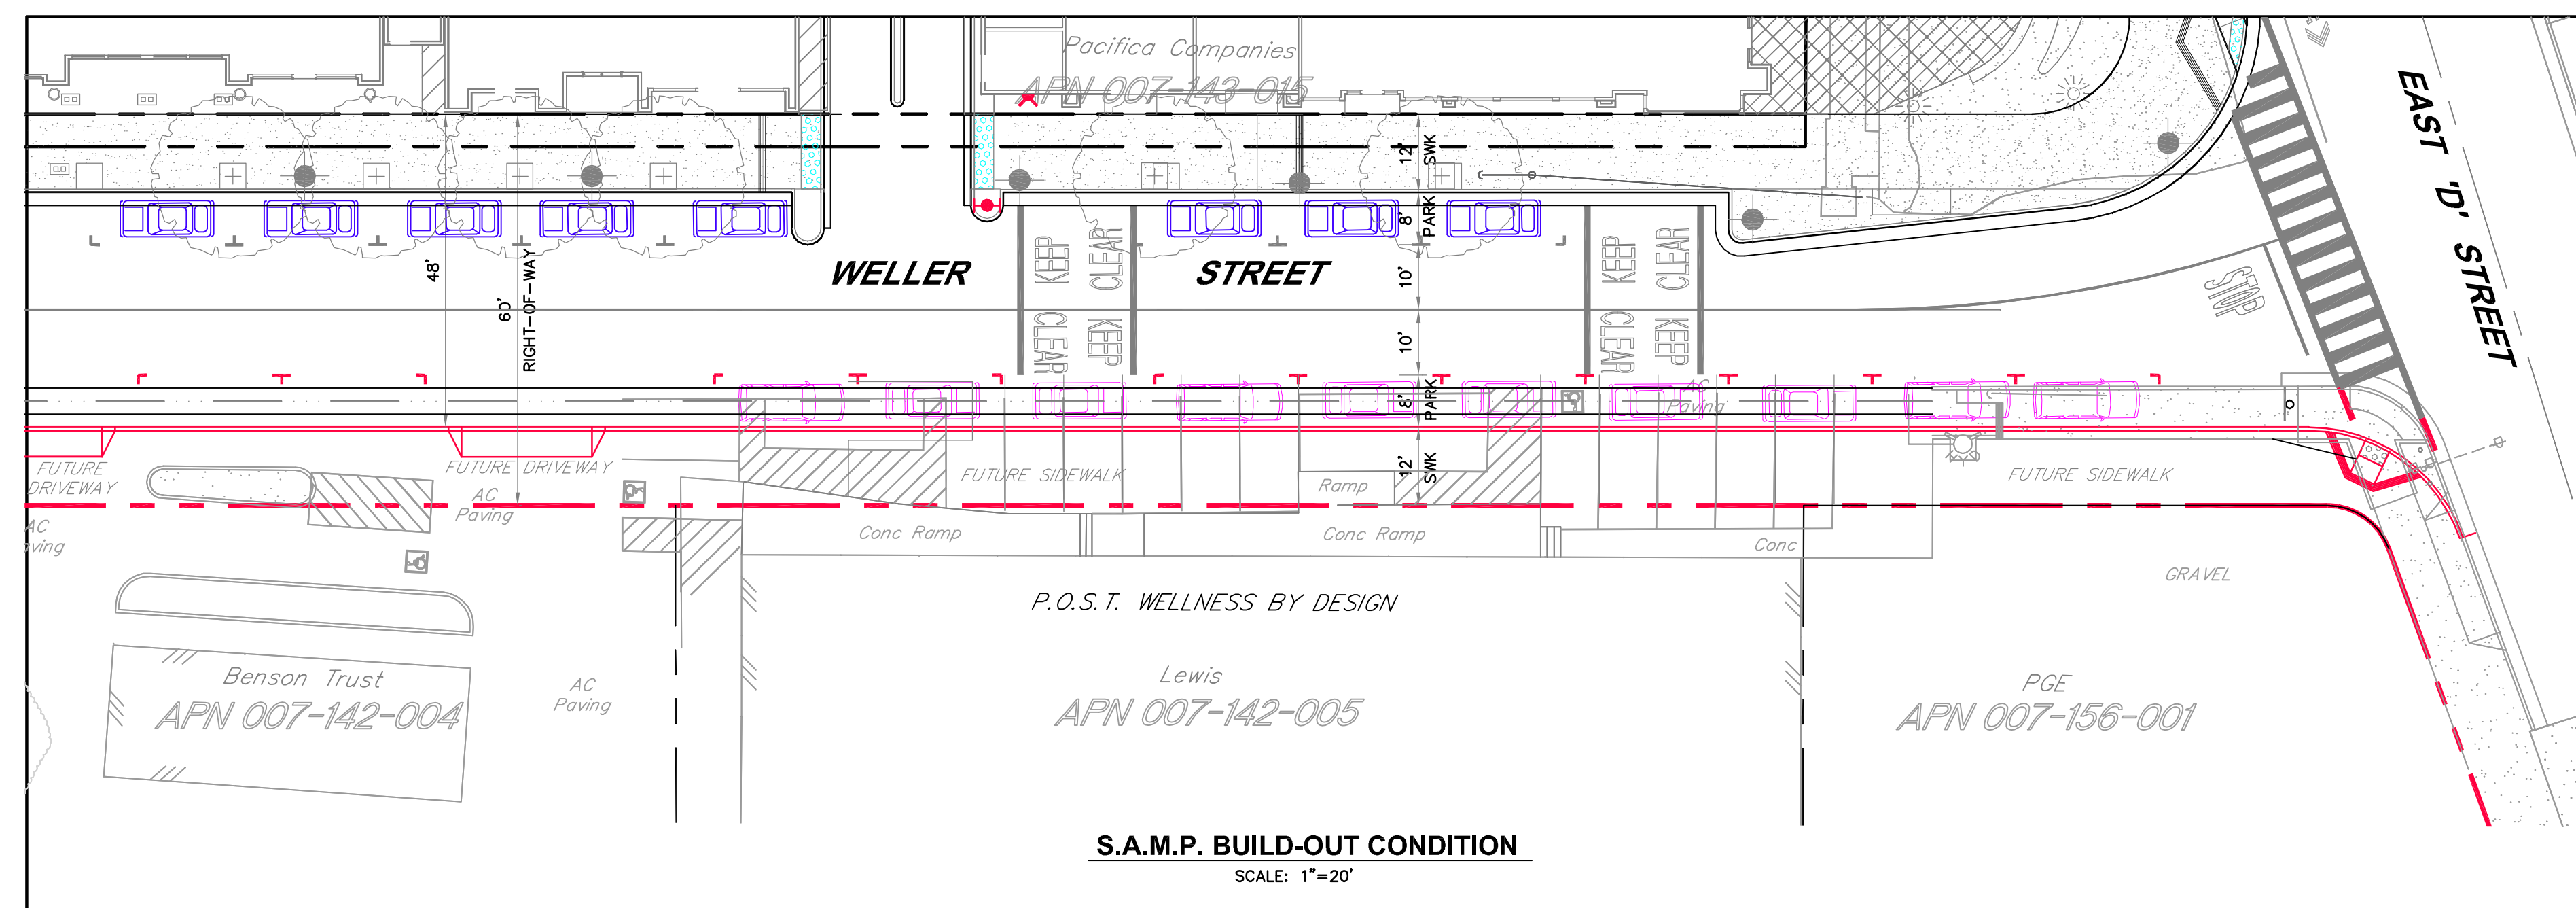 Pacifica Companies
APN 007-143-015
EAST 'D' STREET
12'
SWK
8'
PARK
KEEP
CLEAR
KEEP
CLEAR
WELLER STREET
48'
60'
RIGHT-OF-WAY
10'
STOP
CLEAR
KEEP
CLEAR
KEEP
10'
8'
PARK
AC
Paving
FUTURE
DRIVEWAY
FUTURE DRIVEWAY
FUTURE SIDEWALK
12'
SWK
FUTURE SIDEWALK
AC
Paving
Ramp
AC
ving
Conc Ramp
Conc Ramp
Conc
GRAVEL
P.O.S.T. WELLNESS BY DESIGN
Benson Trust
APN 007-142-004
AC
Paving
Lewis
APN 007-142-005
PGE
APN 007-156-001
S.A.M.P. BUILD-OUT CONDITION
SCALE: 1"=20'